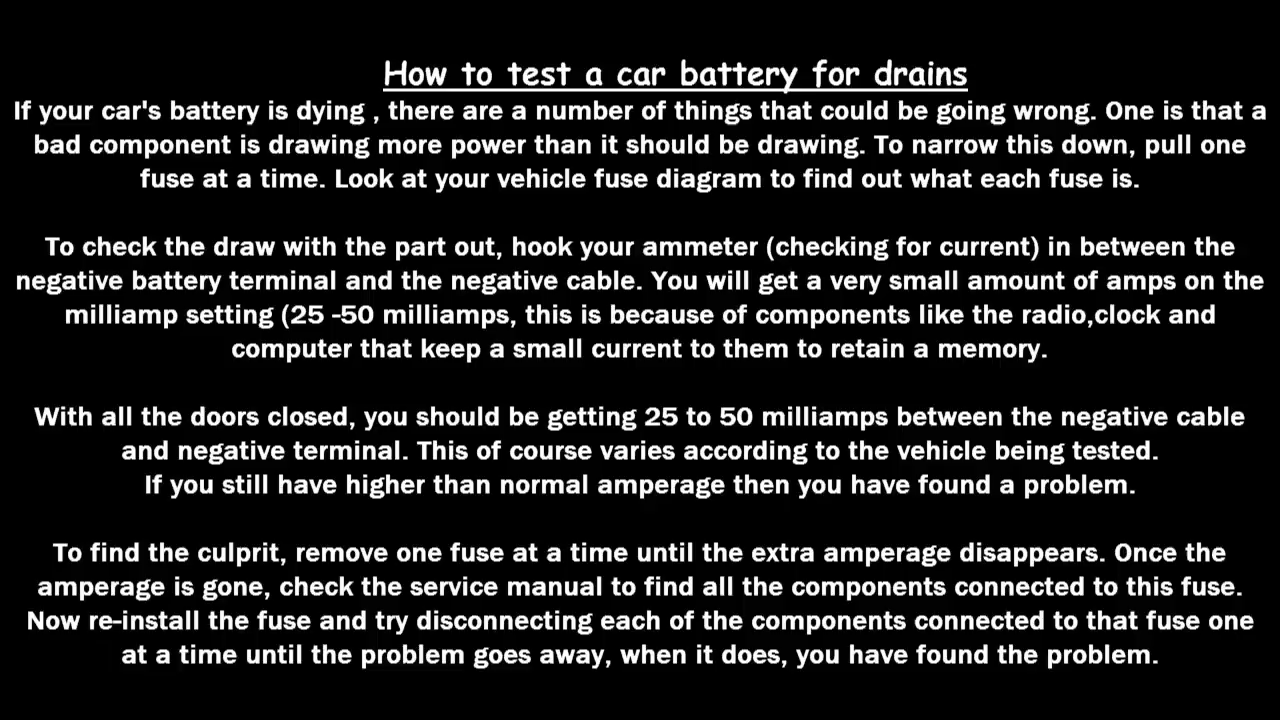 How to test a car battery for drains
If your car's battery is dying , there are a number of things that could be going wrong. One is that a
bad component is drawing more power than it should be drawing. To narrow this down, pull one
fuse at a time. Look at your vehicle fuse diagram to find out what each fuse is.
To check the draw with the part out, hook your ammeter (checking for current) in between the
negative battery terminal and the negative cable. You will get a very small amount of amps on the
milliamp setting (25 -50 milliamps, this is because of components like the radio,clock and
computer that keep a small current to them to retain a memory.
With all the doors closed, you should be getting 25 to 50 milliamps between the negative cable
and negative terminal. This of course varies according to the vehicle being tested.
If you still have higher than normal amperage then you have found a problem.
To find the culprit, remove one fuse at a time until the extra amperage disappears. Once the
amperage is gone, check the service manual to find all the components connected to this fuse.
Now re-install the fuse and try disconnecting each of the components connected to that fuse one
at a time until the problem goes away, when it does, you have found the problem.